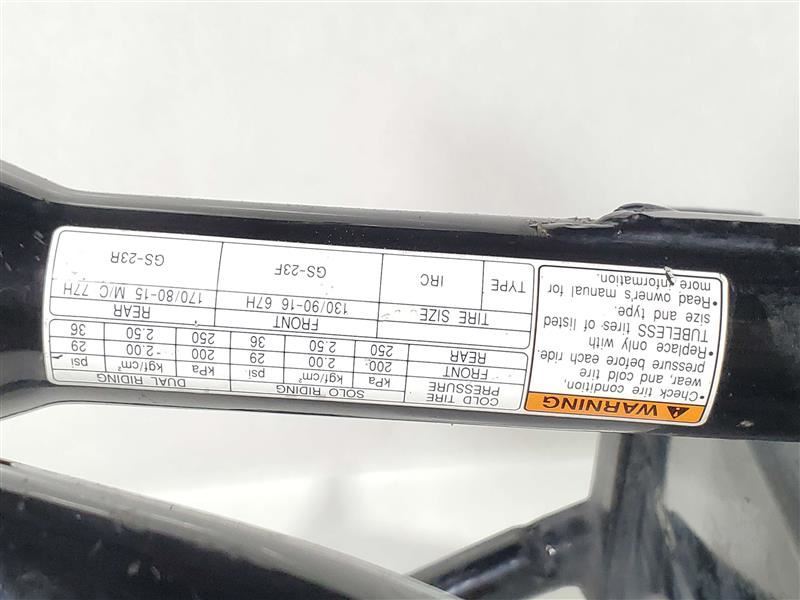 ⚠ WARNING
•Check tire condition,
wear, and cold tire
pressure before each ride.
•Replace only with
TUBELESS tires of listed
size and type.
•Read owner's manual for
more information.
COLD TIRE PRESSURE SOLO RIDING DUAL RIDING
kPa kgf/cm² psi kPa kgf/cm² psi
FRONT 200 2.00 29 200 2.00 29
REAR 250 2.50 36 250 2.50 36
FRONT REAR
TIRE SIZE 130/90-16 67H 170/80-15 M/C 77H
TYPE IRC GS-23F GS-23R